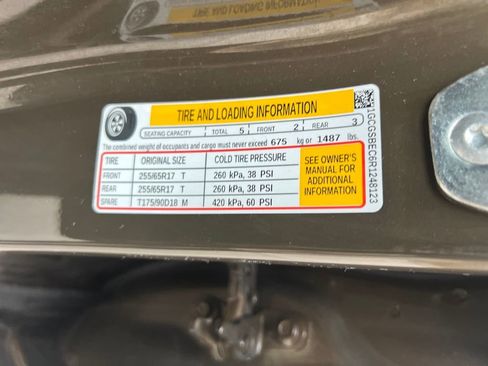 TIRE AND LOADING INFORMATION
SEATING CAPACITY TOTAL 5 FRONT 2 REAR 3
The combined weight of occupants and cargo must never exceed 675 kg or 1487 lbs.
TIRE ORIGINAL SIZE COLD TIRE PRESSURE
FRONT 255/65R17 T 260 kPa, 38 PSI
REAR 255/65R17 T 260 kPa, 38 PSI
SPARE T175/90D18 M 420 kPa, 60 PSI
SEE OWNER'S
MANUAL FOR
ADDITIONAL
INFORMATION
1GCGSBEC6R1248123